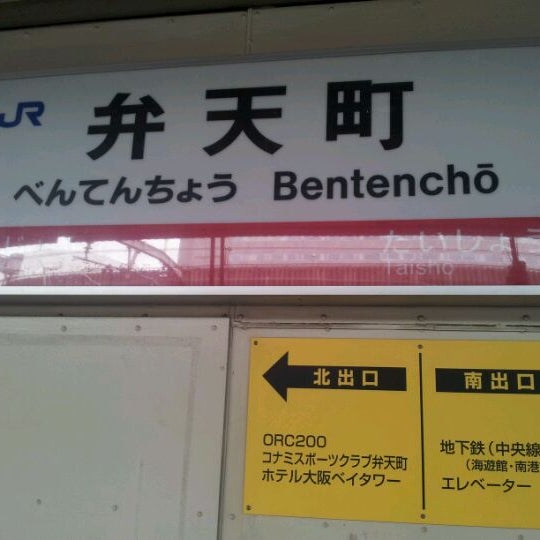 JR 弁天町
べんてんちょう Bentenchō
たいしょう
Taishō
北出口
ORC200
コナミスポーツクラブ弁天町
ホテル大阪ベイタワー
南出口
地下鉄(中央線
(海遊館・南港
エレベーター